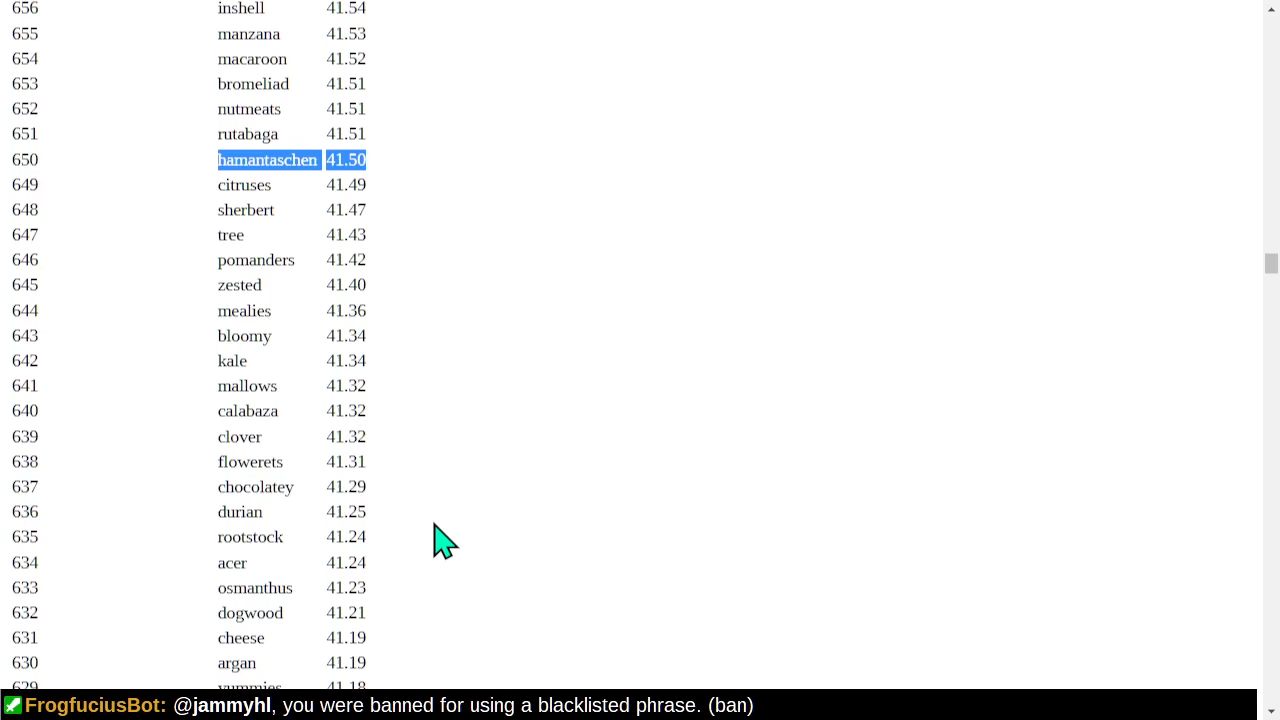 656 inshell 41.54
655 manzana 41.53
654 macaroon 41.52
653 bromeliad 41.51
652 nutmeats 41.51
651 rutabaga 41.51
650 hamantaschen 41.50
649 citruses 41.49
648 sherbert 41.47
647 tree 41.43
646 pomanders 41.42
645 zested 41.40
644 mealies 41.36
643 bloomy 41.34
642 kale 41.34
641 mallows 41.32
640 calabaza 41.32
639 clover 41.32
638 flowerets 41.31
637 chocolatey 41.29
636 durian 41.25
635 rootstock 41.24
634 acer 41.24
633 osmanthus 41.23
632 dogwood 41.21
631 cheese 41.19
630 argan 41.19
629 yummies 41.18
FrogfuciusBot: @jammyhl, you were banned for using a blacklisted phrase. (ban)